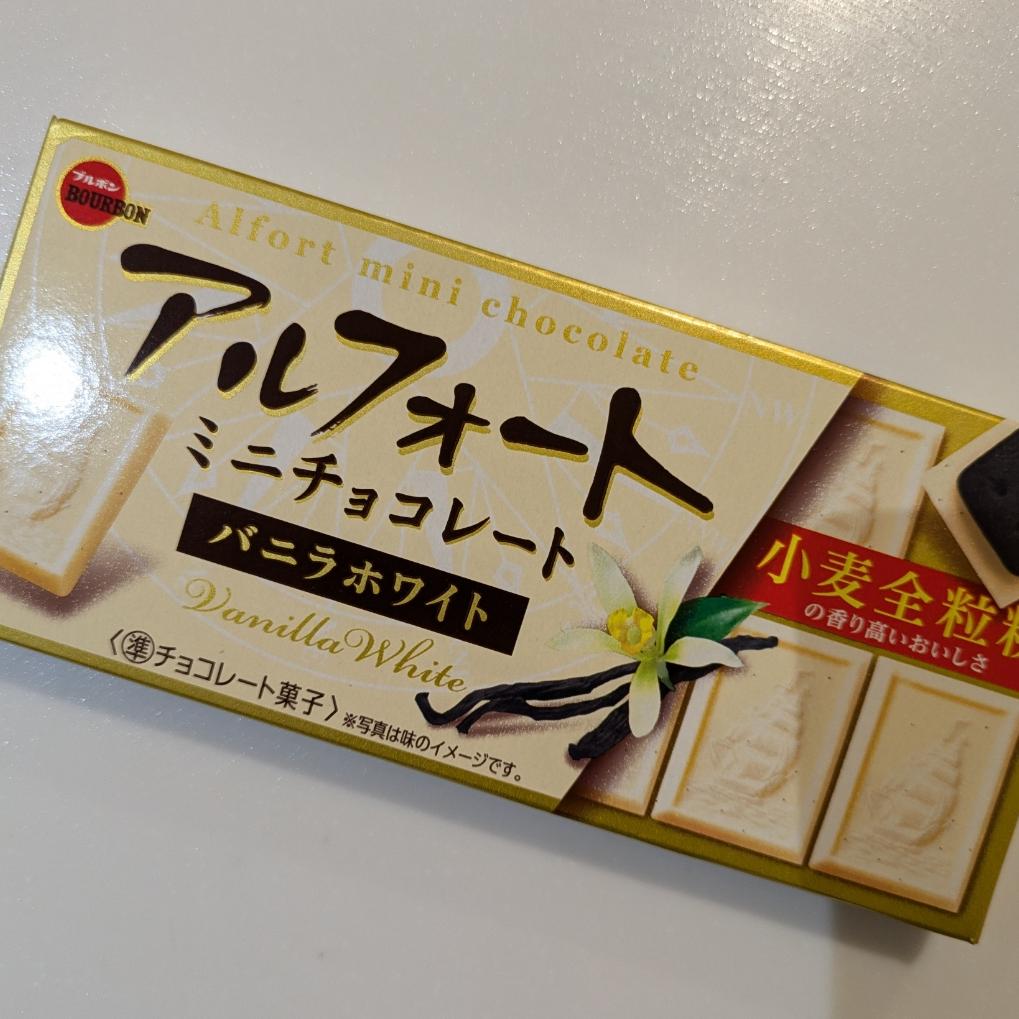 ブルボン
BOURBON
Alfort mini chocolate
アルフォート
ミニチョコレート
バニラホワイト
Vanilla White
〈準チョコレート菓子〉
※写真は味のイメージです。
NW
小麦全粒粉
の香り高いおいしさ